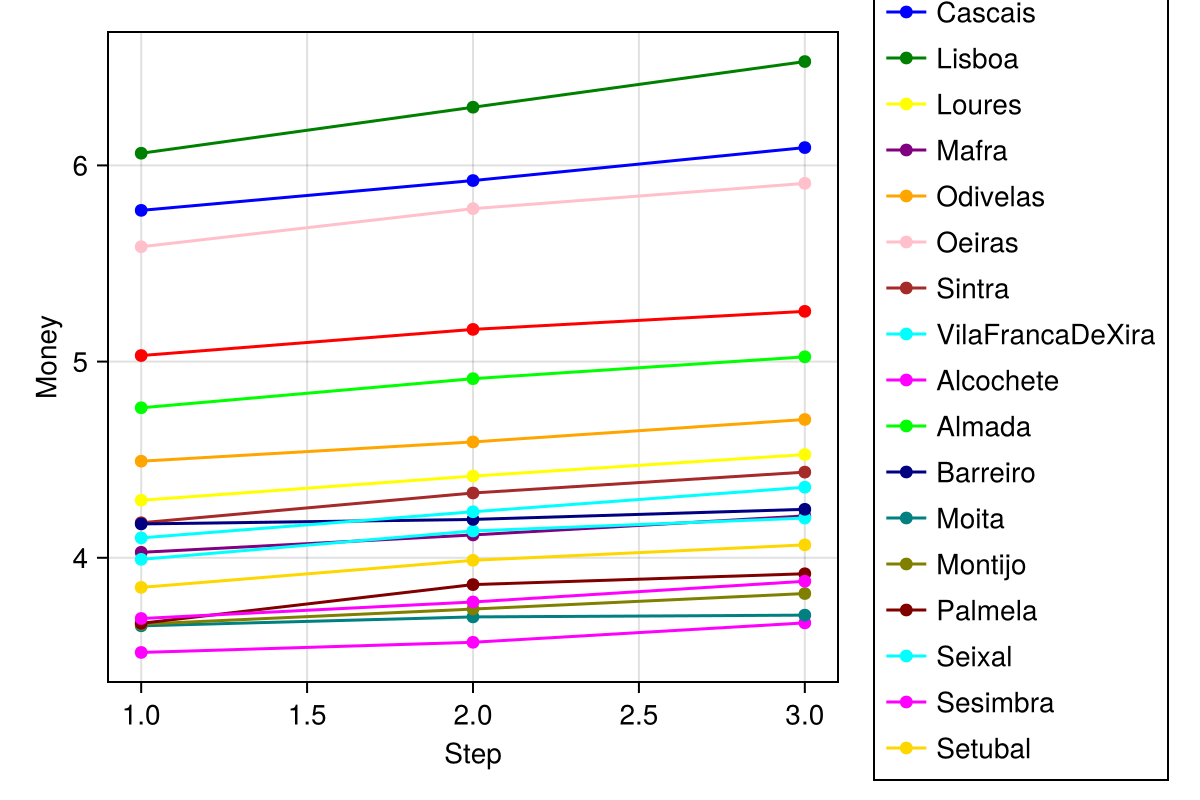 Cascais
Lisboa
Loures
Mafra
Odivelas
Oeiras
Sintra
VilaFrancaDeXira
Alcochete
Almada
Barreiro
Moita
Montijo
Palmela
Seixal
Sesimbra
Setubal
Money
6
5
4
1.0 1.5 2.0 2.5 3.0
Step